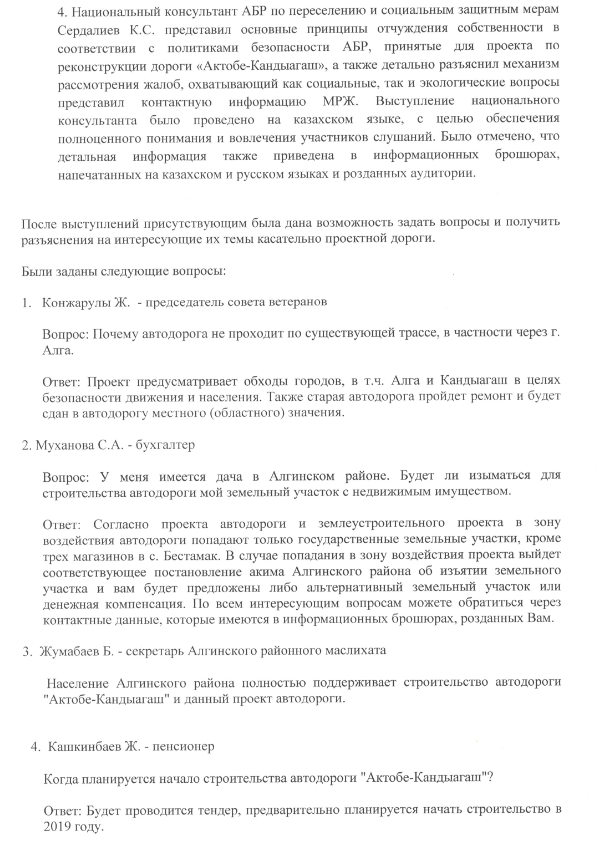 4. Национальный консультант АБР по переселению и социальным защитным мерам
Сердалиев К.С. представил основные принципы отчуждения собственности в
соответствии с политиками безопасности АБР, принятые для проекта по
реконструкции дороги «Актобе-Кандыагаш», а также детально разъяснил механизм
рассмотрения жалоб, охватывающий как социальные, так и экологические вопросы
представил контактную информацию МРЖ. Выступление национального
консультанта было проведено на казахском языке, с целью обеспечения
полноценного понимания и вовлечения участников слушаний. Было отмечено, что
детальная информация также приведена в информационных брошюрах,
напечатанных на казахском и русском языках и розданных аудитории.
После выступлений присутствующим была дана возможность задать вопросы и получить
разъяснения на интересующие их темы касательно проектной дороги.
Были заданы следующие вопросы:
1. Конжарулы Ж. - председатель совета ветеранов
Вопрос: Почему автодорога не проходит по существующей трассе, в частности через г.
Алга.
Ответ: Проект предусматривает обходы городов, в т.ч. Алга и Кандыагаш в целях
безопасности движения и населения. Также старая автодорога пройдет ремонт и будет
сдан в автодорогу местного (областного) значения.
2. Муханова С.А. - бухгалтер
Вопрос: У меня имеется дача в Алгинском районе. Будет ли изыматься для
строительства автодороги мой земельный участок с недвижимым имуществом.
Ответ: Согласно проекта автодороги и землеустроительного проекта в зону
воздействия автодороги попадают только государственные земельные участки, кроме
трех магазинов в с. Бестамак. В случае попадания в зону воздействия проекта выйдет
соответствующее постановление акима Алгинского района об изъятии земельного
участка и вам будет предложены либо альтернативный земельный участок или
денежная компенсация. По всем интересующим вопросам можете обратиться через
контактные данные, которые имеются в информационных брошюрах, розданных Вам.
3. Жумабаев Б. - секретарь Алгинского районного маслихата
Население Алгинского района полностью поддерживает строительство автодороги
"Актобе-Кандыагаш" и данный проект автодороги.
4. Кашкинбаев Ж. - пенсионер
Когда планируется начало строительства автодороги "Актобе-Кандыагаш"?
Ответ: Будет проводится тендер, предварительно планируется начать строительство в
2019 году.